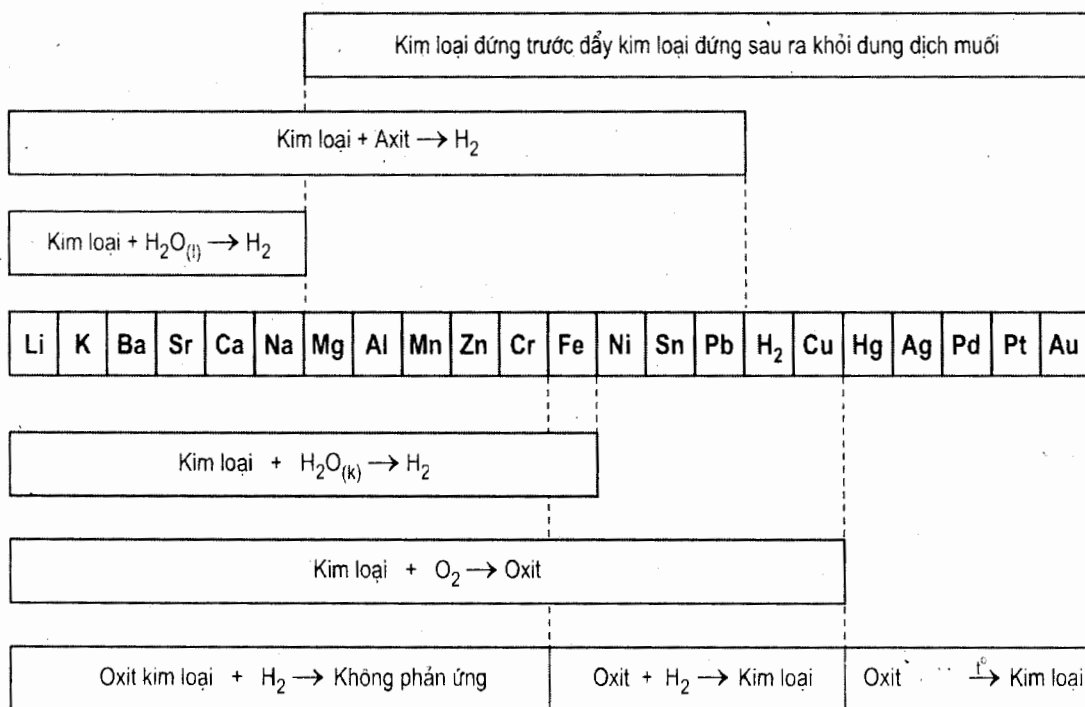 Kim loại đứng trước đẩy kim loại đứng sau ra khỏi dung dịch muối
Kim loại + Axit → H₂
Kim loại + H₂O₍ₗ₎ → H₂
Li K Ba Sr Ca Na Mg Al Mn Zn Cr Fe Ni Sn Pb H₂ Cu Hg Ag Pd Pt Au
Kim loại + H₂O₍ₖ₎ → H₂
Kim loại + O₂ → Oxit
Oxit kim loại + H₂ → Không phản ứng Oxit + H₂ → Kim loại Oxit t° → Kim loại